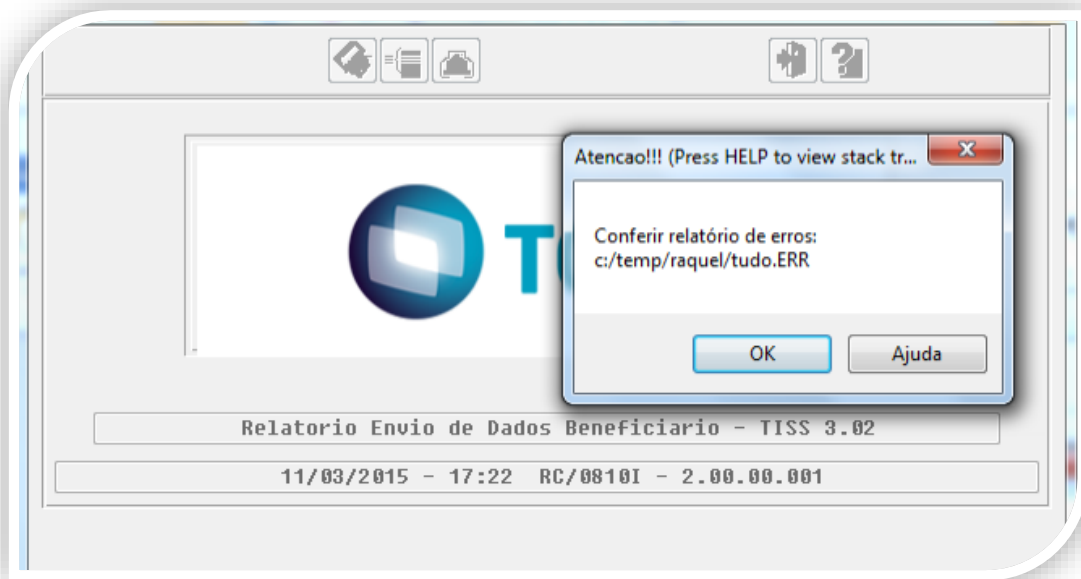 Atencao!!! (Press HELP to view stack tr...
Conferir relatório de erros:
c:/temp/raquel/tudo.ERR
OK
Ajuda
Relatorio Envio de Dados Beneficiario - TISS 3.02
11/03/2015 - 17:22 RC/0810I - 2.00.00.001